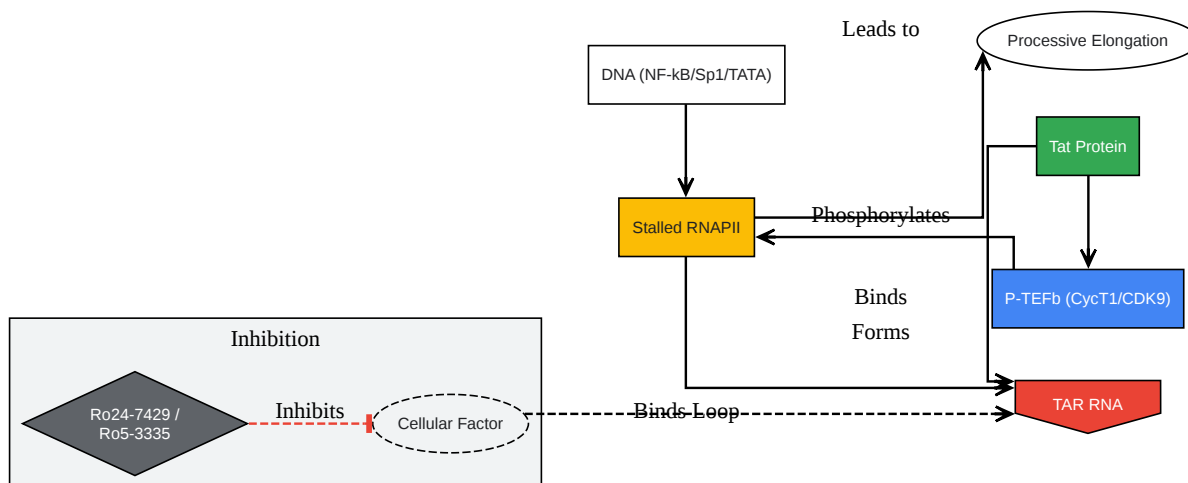 Leads to
Processive Elongation
DNA (NF-kB/Sp1/TATA)
Tat Protein
Stalled RNAPII
Phosphorylates
P-TEFb (CycT1/CDK9)
Binds
Forms
Inhibition
Ro24-7429 /
Ro5-3335
Inhibits
Cellular Factor
Binds Loop
TAR RNA